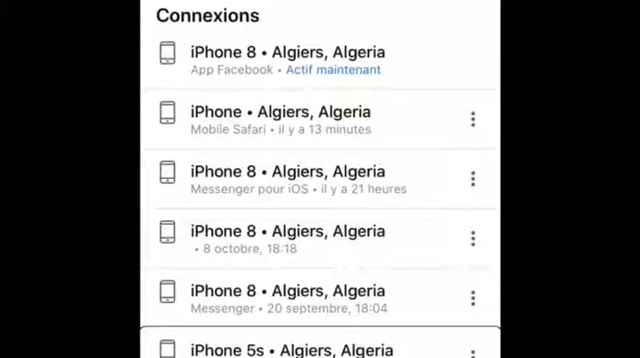 Connexions
iPhone 8 • Algiers, Algeria
App Facebook • Actif maintenant
iPhone • Algiers, Algeria
Mobile Safari • il y a 13 minutes
iPhone 8 • Algiers, Algeria
Messenger pour iOS • il y a 21 heures
iPhone 8 • Algiers, Algeria
• 8 octobre, 18:18
iPhone 8 • Algiers, Algeria
Messenger • 20 septembre, 18:04
iPhone 5s • Algiers, Algeria